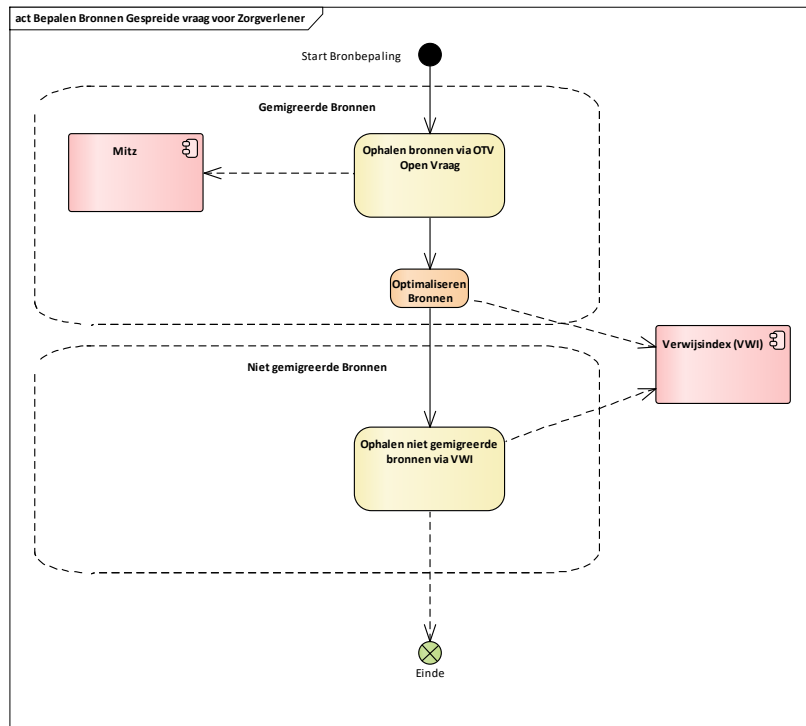 act Bepalen Bronnen Gespreide vraag voor Zorgverlener
Start Bronbepaling
Gemigreerde Bronnen
Mitz
Ophalen bronnen via OTV
Open Vraag
Optimaliseren
Bronnen
Verwijsindex (VWI)
Niet gemigreerde Bronnen
Ophalen niet gemigreerde
bronnen via VWI
Einde